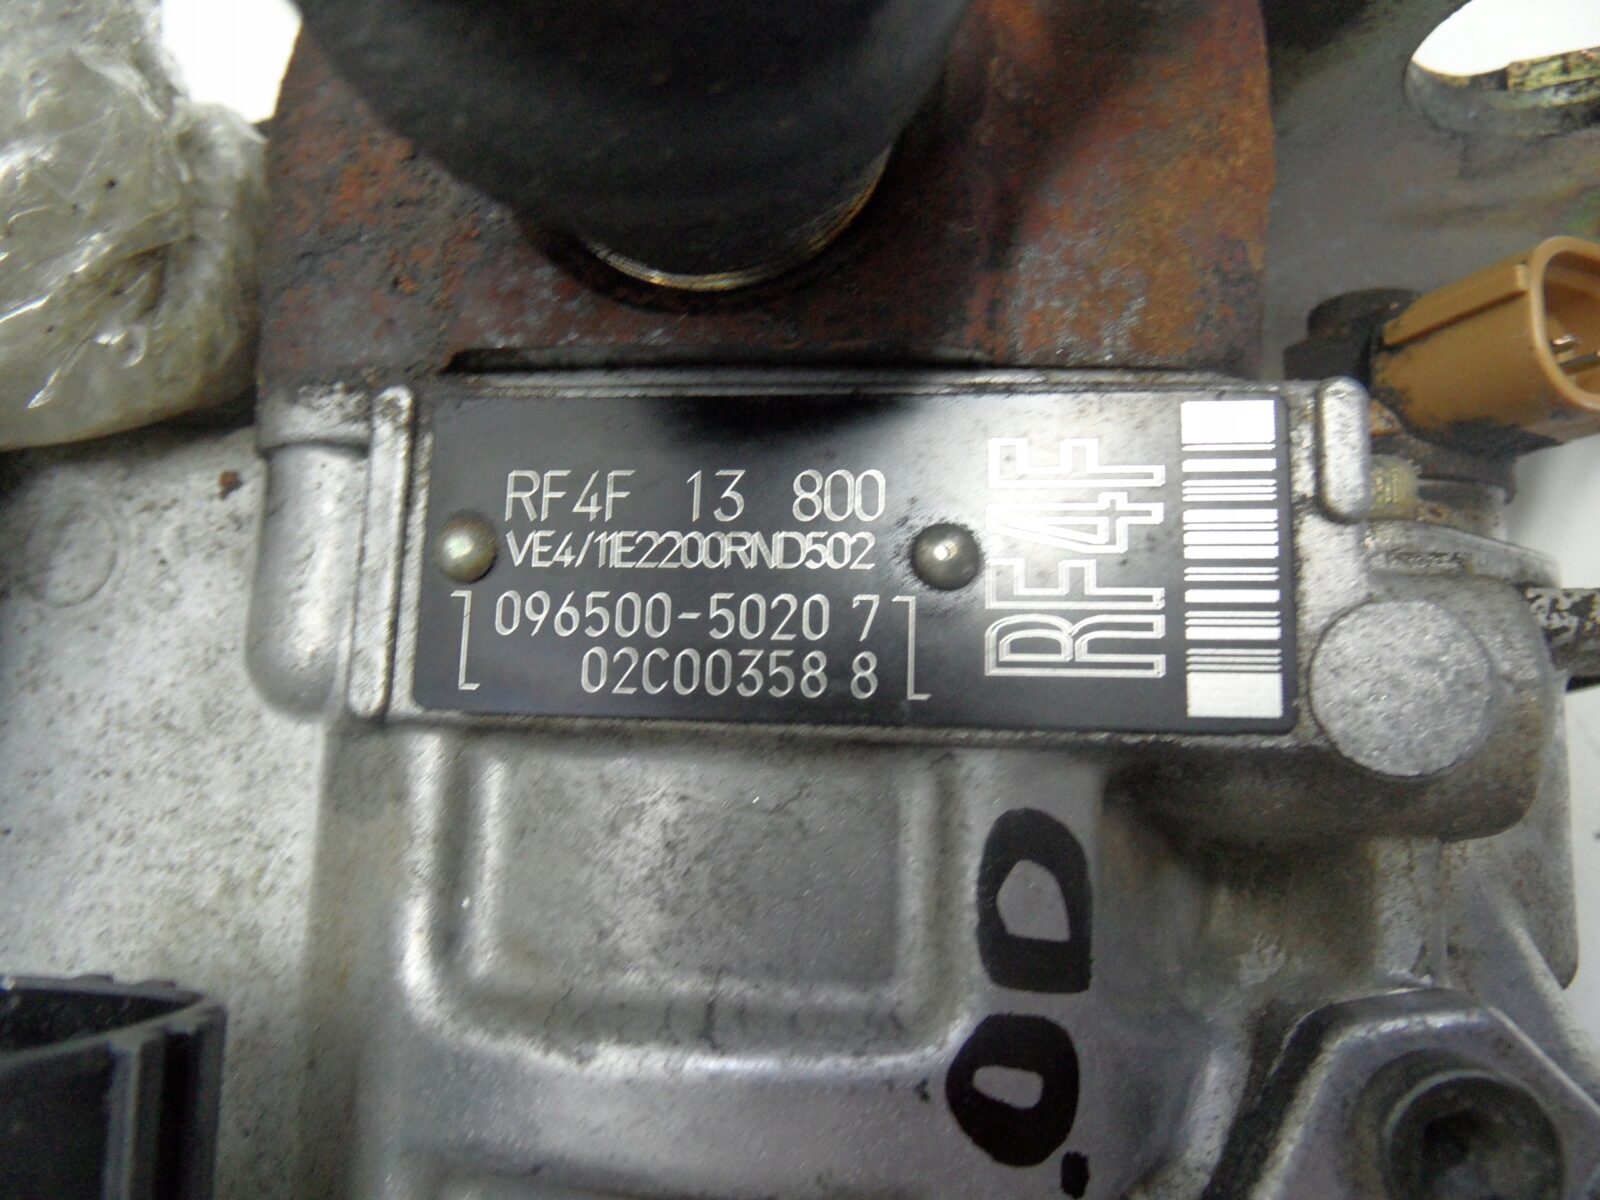 RF4F 13 800
VE4/11E2200RND502
096500-5020 7
02C00358 8
RF4F